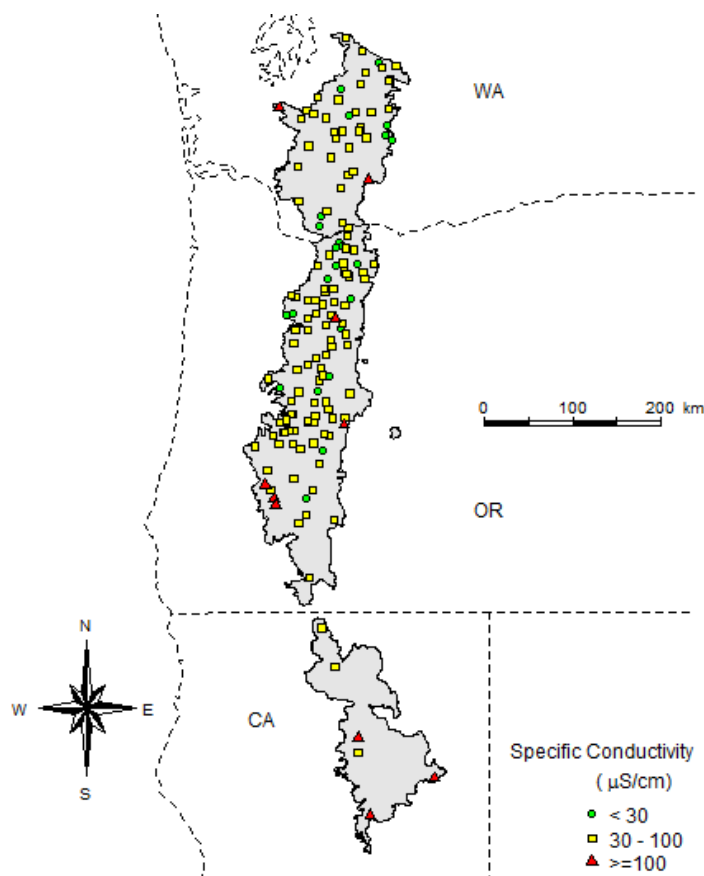 WA
0 100 200 km
OR
N
W E
S
CA
Specific Conductivity
( µS/cm)
< 30
30 - 100
>=100